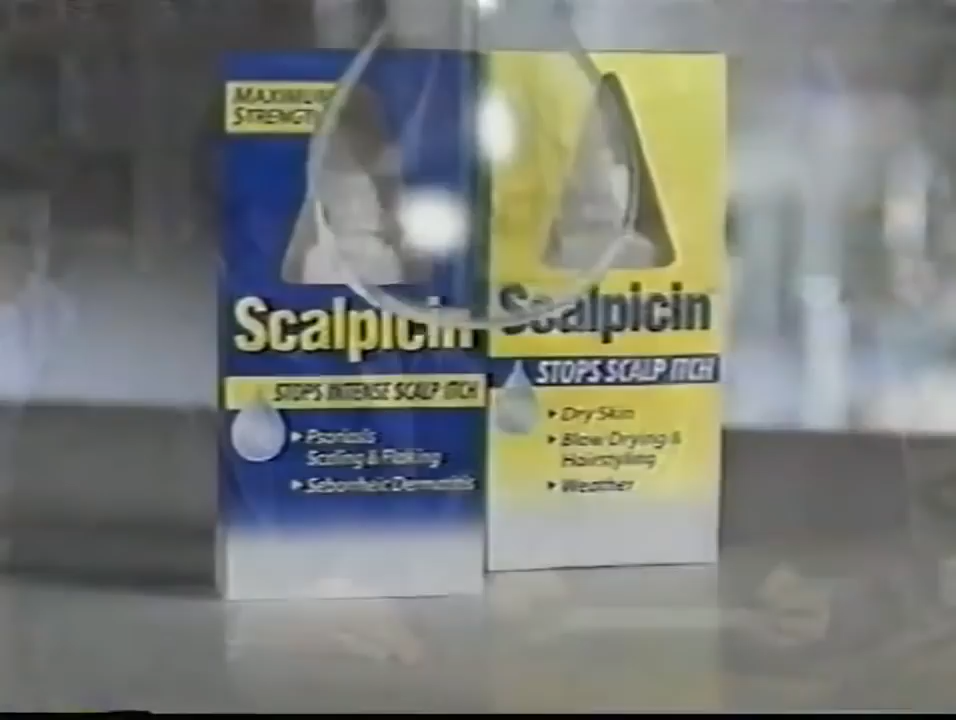 MAXIMUM
STRENGTH
Scalpicin
STOPS INTENSE SCALP ITCH
Psoriasis
Scaling & Flaking
Seborrheic Dermatitis
Scalpicin
STOPS SCALP ITCH
Dry Skin
Blow Drying &
Hairstyling
Weather